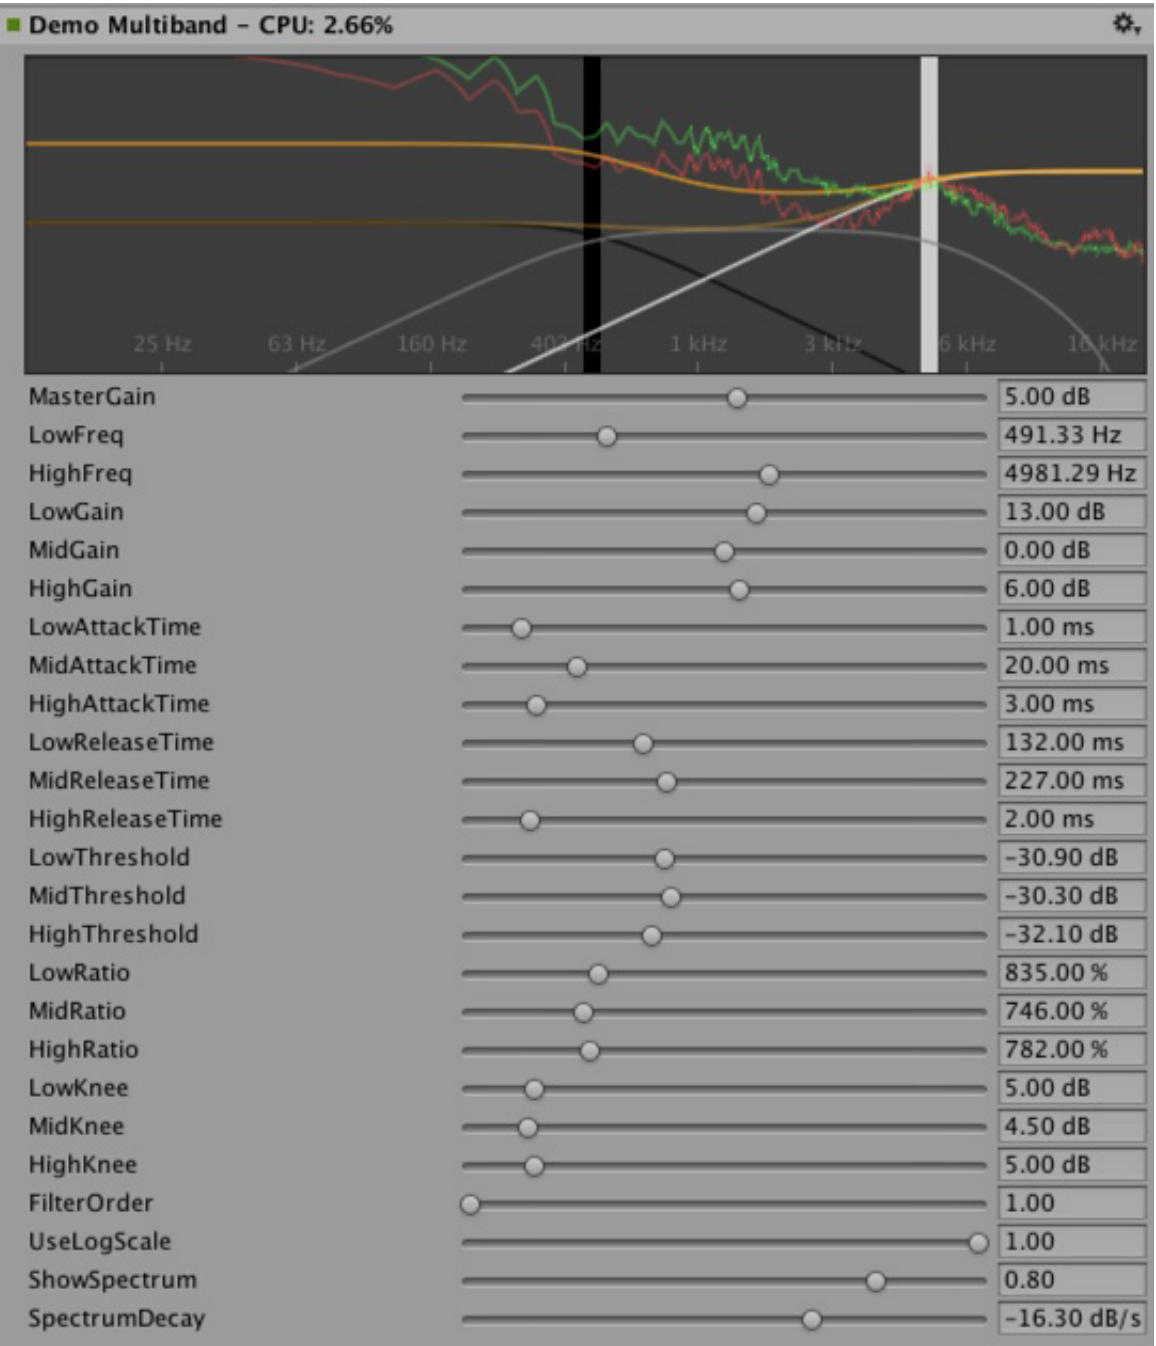 Demo Multiband – CPU: 2.66%
25 Hz 63 Hz 160 Hz 403 Hz 1 kHz 3 kHz 6 kHz 16 kHz
MasterGain 5.00 dB
LowFreq 491.33 Hz
HighFreq 4981.29 Hz
LowGain 13.00 dB
MidGain 0.00 dB
HighGain 6.00 dB
LowAttackTime 1.00 ms
MidAttackTime 20.00 ms
HighAttackTime 3.00 ms
LowReleaseTime 132.00 ms
MidReleaseTime 227.00 ms
HighReleaseTime 2.00 ms
LowThreshold –30.90 dB
MidThreshold –30.30 dB
HighThreshold –32.10 dB
LowRatio 835.00 %
MidRatio 746.00 %
HighRatio 782.00 %
LowKnee 5.00 dB
MidKnee 4.50 dB
HighKnee 5.00 dB
FilterOrder 1.00
UseLogScale 1.00
ShowSpectrum 0.80
SpectrumDecay –16.30 dB/s